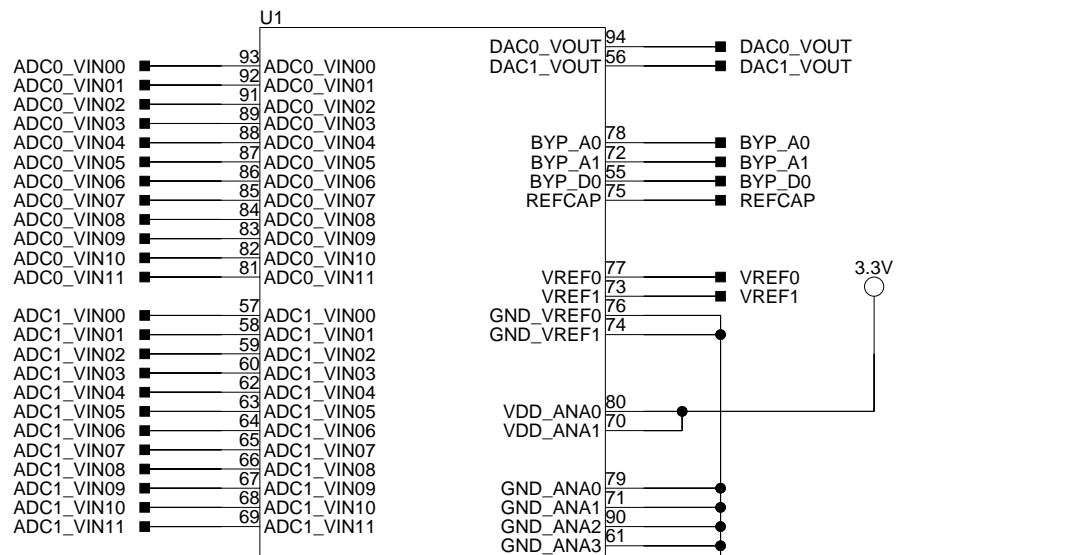 U1
ADC0_VIN00 93 ADC0_VIN00
ADC0_VIN01 92 ADC0_VIN01
ADC0_VIN02 91 ADC0_VIN02
ADC0_VIN03 89 ADC0_VIN03
ADC0_VIN04 88 ADC0_VIN04
ADC0_VIN05 87 ADC0_VIN05
ADC0_VIN06 86 ADC0_VIN06
ADC0_VIN07 85 ADC0_VIN07
ADC0_VIN08 84 ADC0_VIN08
ADC0_VIN09 83 ADC0_VIN09
ADC0_VIN10 82 ADC0_VIN10
ADC0_VIN11 81 ADC0_VIN11
ADC1_VIN00 57 ADC1_VIN00
ADC1_VIN01 58 ADC1_VIN01
ADC1_VIN02 59 ADC1_VIN02
ADC1_VIN03 60 ADC1_VIN03
ADC1_VIN04 62 ADC1_VIN04
ADC1_VIN05 63 ADC1_VIN05
ADC1_VIN06 64 ADC1_VIN06
ADC1_VIN07 65 ADC1_VIN07
ADC1_VIN08 66 ADC1_VIN08
ADC1_VIN09 67 ADC1_VIN09
ADC1_VIN10 68 ADC1_VIN10
ADC1_VIN11 69 ADC1_VIN11
DAC0_VOUT 94 DAC0_VOUT
DAC1_VOUT 56 DAC1_VOUT
BYP_A0 78 BYP_A0
BYP_A1 72 BYP_A1
BYP_D0 55 BYP_D0
REFCAP 75 REFCAP
VREF0 77 VREF0
VREF1 73 VREF1
GND_VREF0 76
GND_VREF1 74
3.3V
VDD_ANA0 80
VDD_ANA1 70
GND_ANA0 79
GND_ANA1 71
GND_ANA2 90
GND_ANA3 61